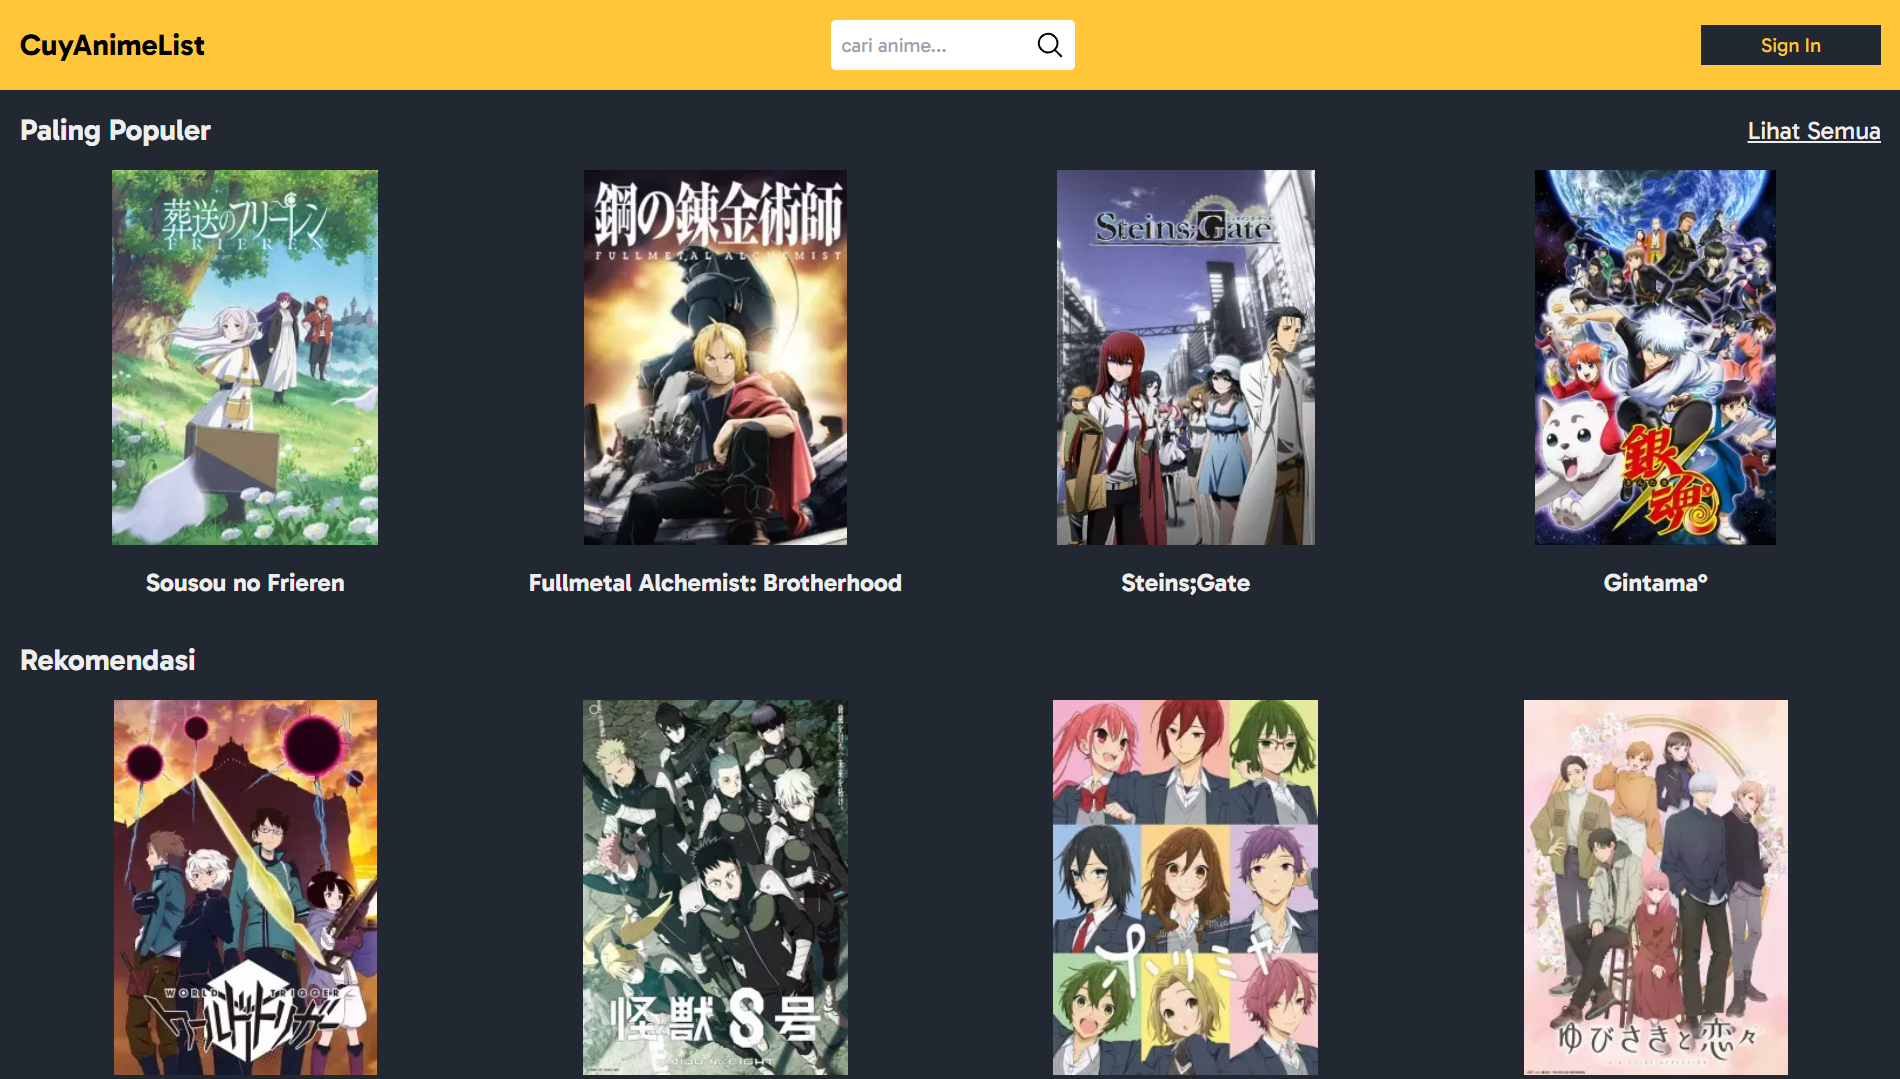 CuyAnimeList
cari anime...
Sign In
Paling Populer
Lihat Semua
葬送のフリーレン
FRIEREN
鋼の錬金術師
FULLMETAL ALCHEMIST
Steins;Gate
銀魂°
Sousou no Frieren
Fullmetal Alchemist: Brotherhood
Steins;Gate
Gintama°
Rekomendasi
WORLD TRIGGER
ワールドトリガー
怪獣8号
KAIJU No. EIGHT
ホリミヤ
ゆびさきと恋々